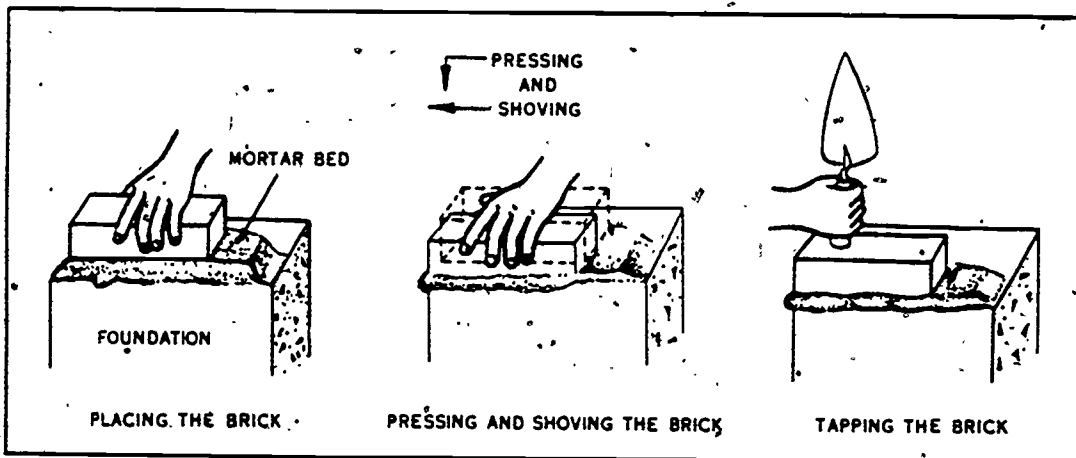 PRESSING
AND
SHOVING
MORTAR BED
FOUNDATION
PLACING THE BRICK
PRESSING AND SHOVING THE BRICK
TAPPING THE BRICK